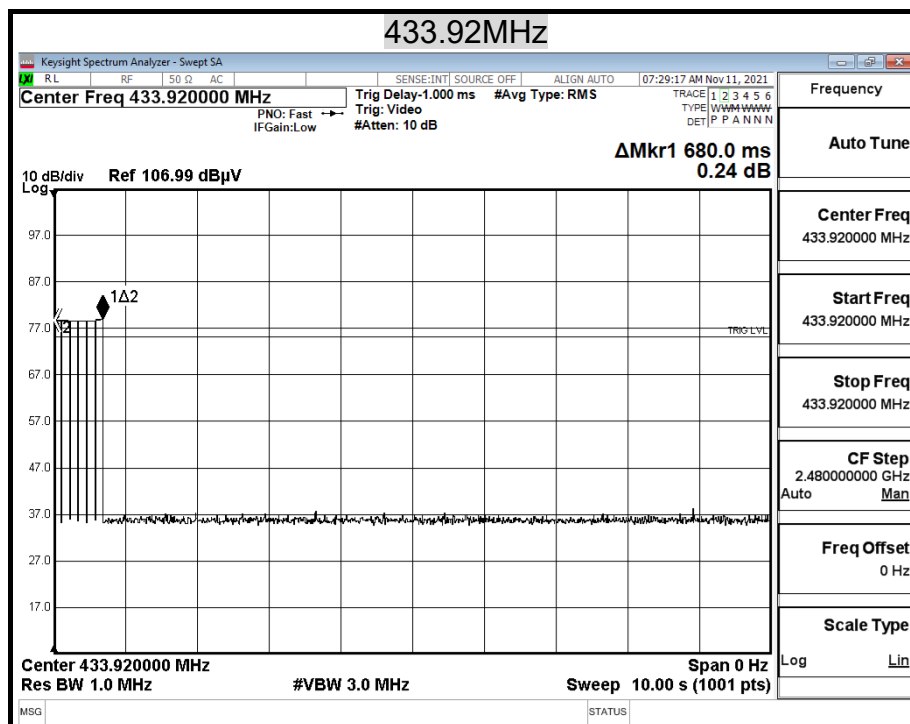 433.92MHz
Keysight Spectrum Analyzer - Swept SA
LXI RL RF 50 Ω AC SENSE:INT SOURCE OFF ALIGN AUTO 07:29:17 AM Nov 11, 2021
Center Freq 433.920000 MHz
PNO: Fast
IFGain:Low
Trig Delay-1.000 ms
Trig: Video
#Atten: 10 dB
#Avg Type: RMS
TRACE 1 2 3 4 5 6
TYPE WWMWWW
DET P P A N N N
ΔMkr1 680.0 ms
0.24 dB
10 dB/div
Log
Ref 106.99 dBµV
97.0
87.0
77.0
67.0
57.0
47.0
37.0
27.0
17.0
1Δ2
2
TRIG LVL
Center 433.920000 MHz
Span 0 Hz
Res BW 1.0 MHz
#VBW 3.0 MHz
Sweep 10.00 s (1001 pts)
MSG
STATUS
Frequency
Auto Tune
Center Freq
433.920000 MHz
Start Freq
433.920000 MHz
Stop Freq
433.920000 MHz
CF Step
2.480000000 GHz
Auto Man
Freq Offset
0 Hz
Scale Type
Log Lin